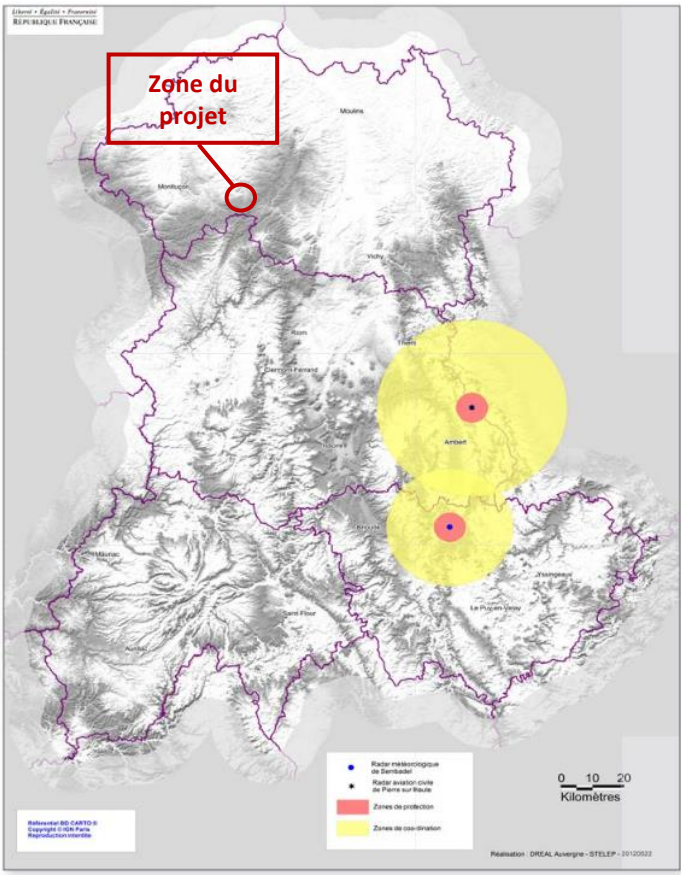 Liberté • Égalité • Fraternité
RÉPUBLIQUE FRANÇAISE
Zone du
projet
Moulins
Montluçon
Vichy
Riom
Thiers
Clermont-Ferrand
Ambert
Issoire
Brioude
Mauriac
Yssingeaux
Saint Flour
Le Puy-en-Velay
Aurillac
Radar météorologique
de Sembadel
Radar aviation civile
de Pierre sur Haute
Zones de protection
Zones de coordination
0 10 20
Kilomètres
Référentiel BD CARTO ®
Copyright © IGN Paris
Reproduction interdite
Réalisation : DREAL Auvergne - STELEP - 20120522